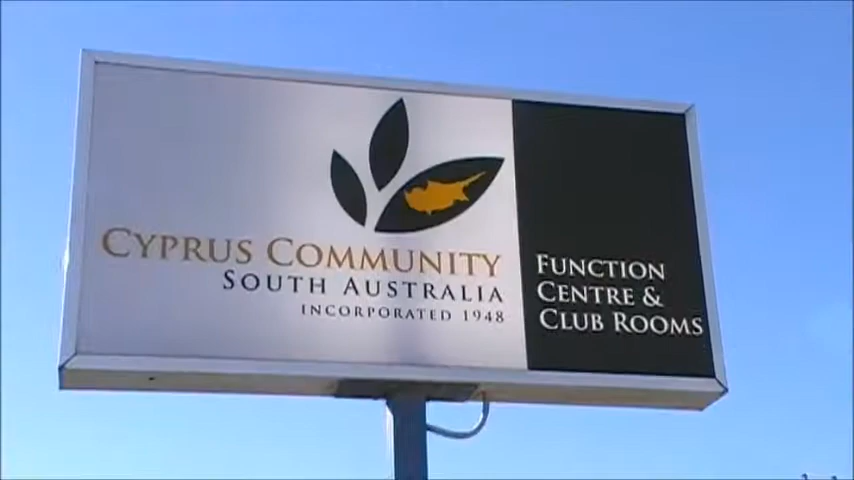 Cyprus Community
South Australia
Incorporated 1948
Function
Centre &
Club Rooms